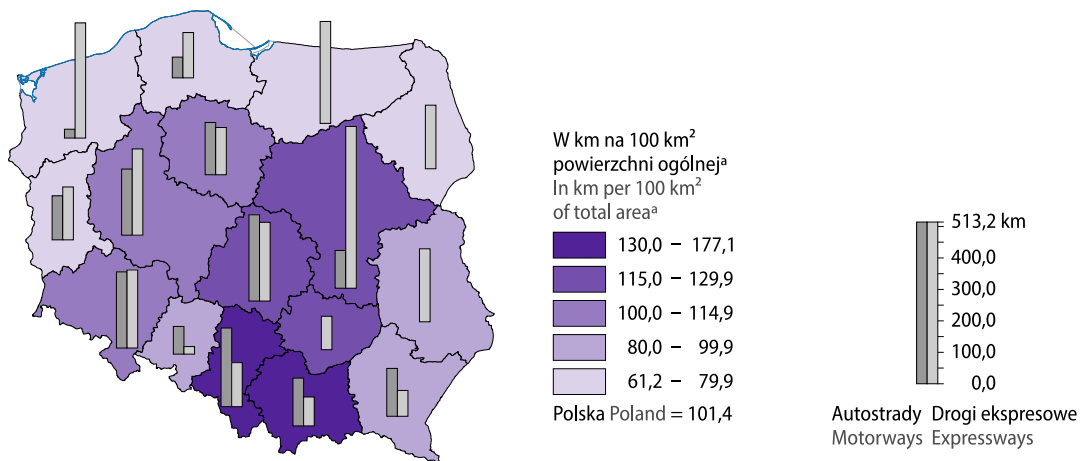 W km na 100 km²
powierzchni ogólnejᵃ
In km per 100 km²
of total areaᵃ
130,0 – 177,1
115,0 – 129,9
100,0 – 114,9
80,0 – 99,9
61,2 – 79,9
Polska Poland = 101,4
513,2 km
400,0
300,0
200,0
100,0
0,0
Autostrady Drogi ekspresowe
Motorways Expressways